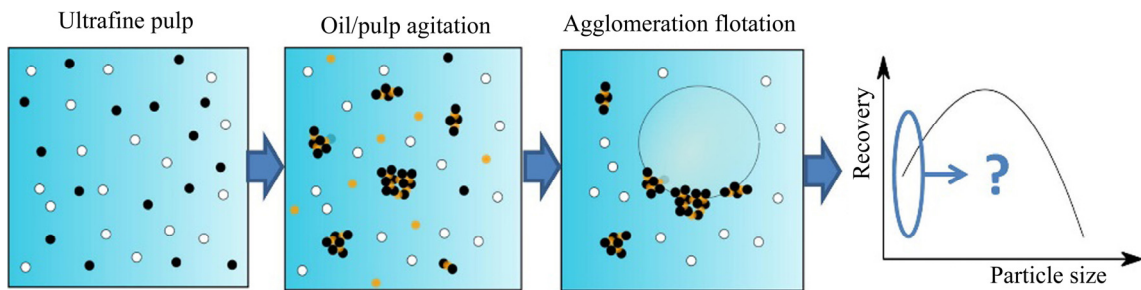 Ultrafine pulp
Oil/pulp agitation
Agglomeration flotation
Recovery
?
Particle size